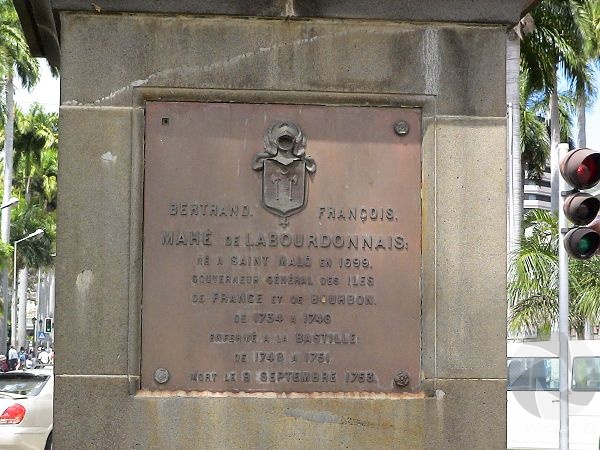 BERTRAND. FRANÇOIS.
MAHÉ DE LABOURDONNAIS:
NÉ A SAINT MALÓ EN 1699.
GOUVERNEUR GÉNÉRAL DES ILES
DE FRANCE ET DE BOURBON.
DE 1734 A 1746
ENFERMÉ A LA BASTILLE:
DE 1748 A 1751.
MORT LE 9 SEPTEMBRE 1753.